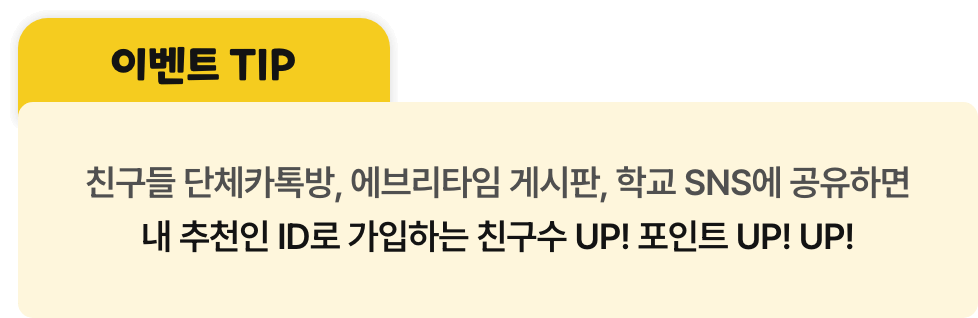 이벤트 TIP
친구들 단체카톡방, 에브리타임 게시판, 학교 SNS에 공유하면
내 추천인 ID로 가입하는 친구수 UP! 포인트 UP! UP!